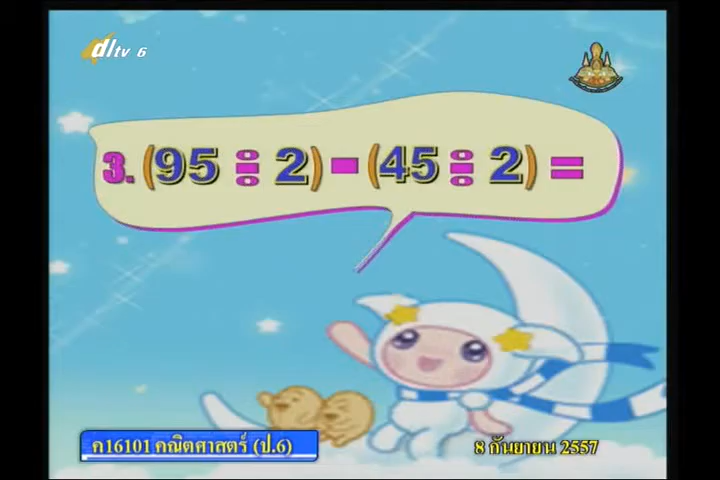 dltv 6
3. (95 ÷ 2) - (45 ÷ 2) =
ค16101 คณิตศาสตร์ (ป.6)
8 กันยายน 2557